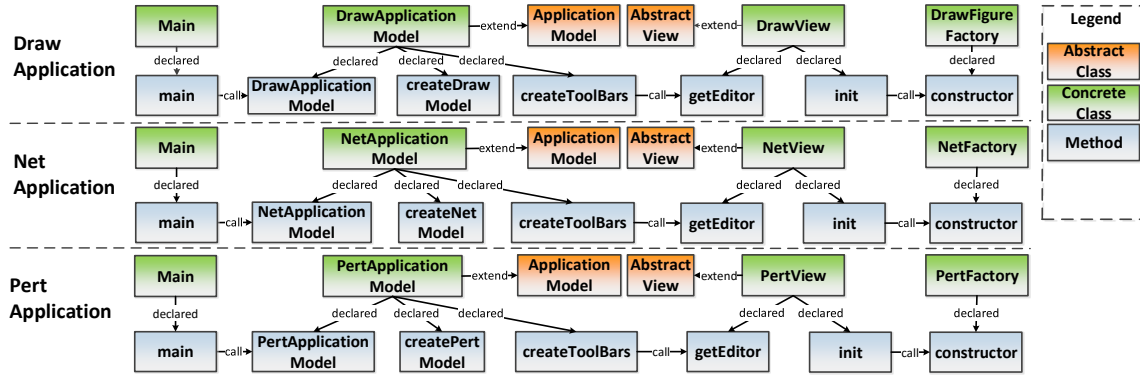 Draw
Application
Main
DrawApplication
Model
extend
Application
Model
Abstract
View
extend
DrawView
DrawFigure
Factory
declared
declared
declared
declared
declared
declared
declared
main
call
DrawApplication
Model
createDraw
Model
createToolBars
call
getEditor
init
call
constructor
Net
Application
Main
NetApplication
Model
extend
Application
Model
Abstract
View
extend
NetView
NetFactory
declared
declared
declared
declared
declared
declared
declared
main
call
NetApplication
Model
createNet
Model
createToolBars
call
getEditor
init
call
constructor
Pert
Application
Main
PertApplication
Model
extend
Application
Model
Abstract
View
extend
PertView
PertFactory
declared
declared
declared
declared
declared
declared
declared
main
call
PertApplication
Model
createPert
Model
createToolBars
call
getEditor
init
call
constructor
Legend
Abstract
Class
Concrete
Class
Method